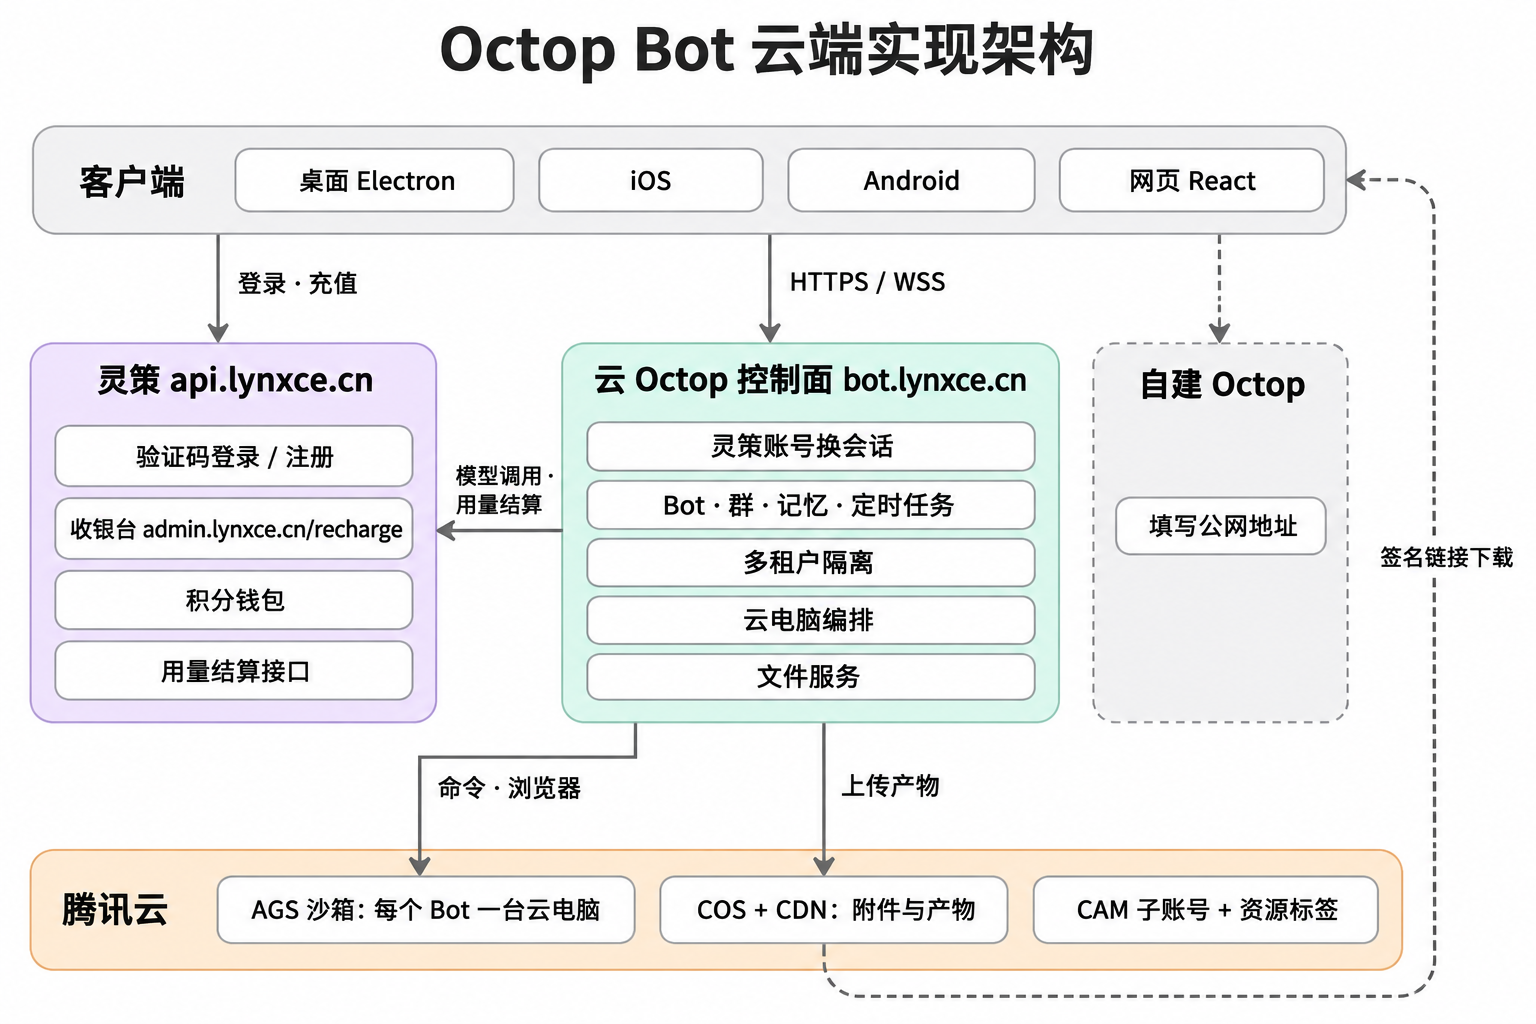 Octop Bot 云端实现架构
客户端
桌面 Electron
iOS
Android
网页 React
登录 · 充值
HTTPS / WSS
灵策 api.lynxce.cn
验证码登录 / 注册
收银台 admin.lynxce.cn/recharge
积分钱包
用量结算接口
模型调用 ·
用量结算
云 Octop 控制面 bot.lynxce.cn
灵策账号换会话
Bot · 群 · 记忆 · 定时任务
多租户隔离
云电脑编排
文件服务
自建 Octop
填写公网地址
签名链接下载
命令 · 浏览器
上传产物
腾讯云
AGS 沙箱：每个 Bot 一台云电脑
COS + CDN：附件与产物
CAM 子账号 + 资源标签